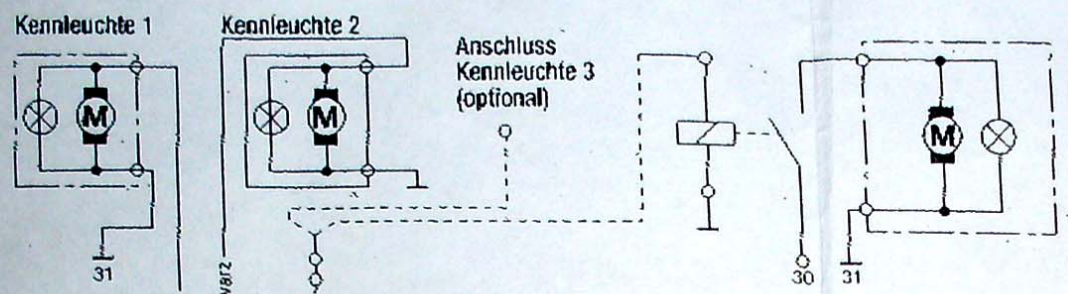 Kennleuchte 1
Kennleuchte 2
Anschluss
Kennleuchte 3
(optional)
M
M
M
31
30
31